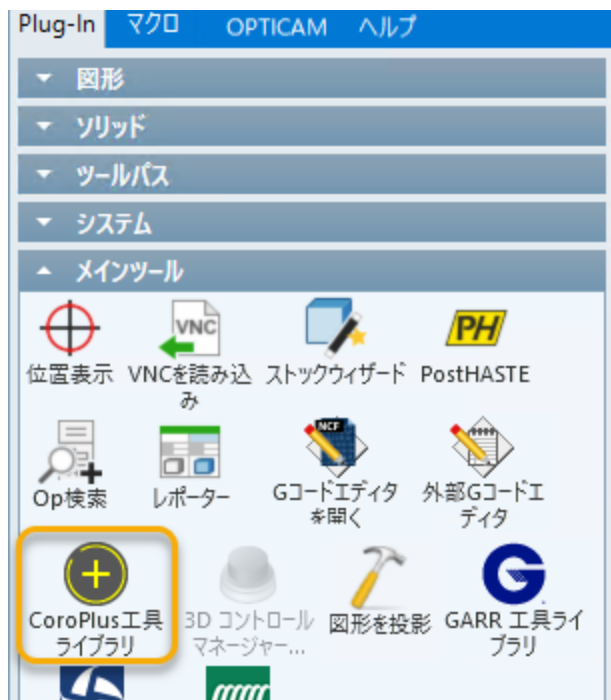 Plug-In マクロ OPTICAM ヘルプ
図形
ソリッド
ツールパス
システム
メインツール
VNC
PH
位置表示 VNCを読み込 ストックウィザード PostHASTE
み
NCF
Op検索 レポーター Gコードエディタ 外部Gコードエ
を開く ディタ
G
CoroPlus工具 3D コントロール 図形を投影 GARR 工具ライ
ライブラリ マネージャー... ブラリ